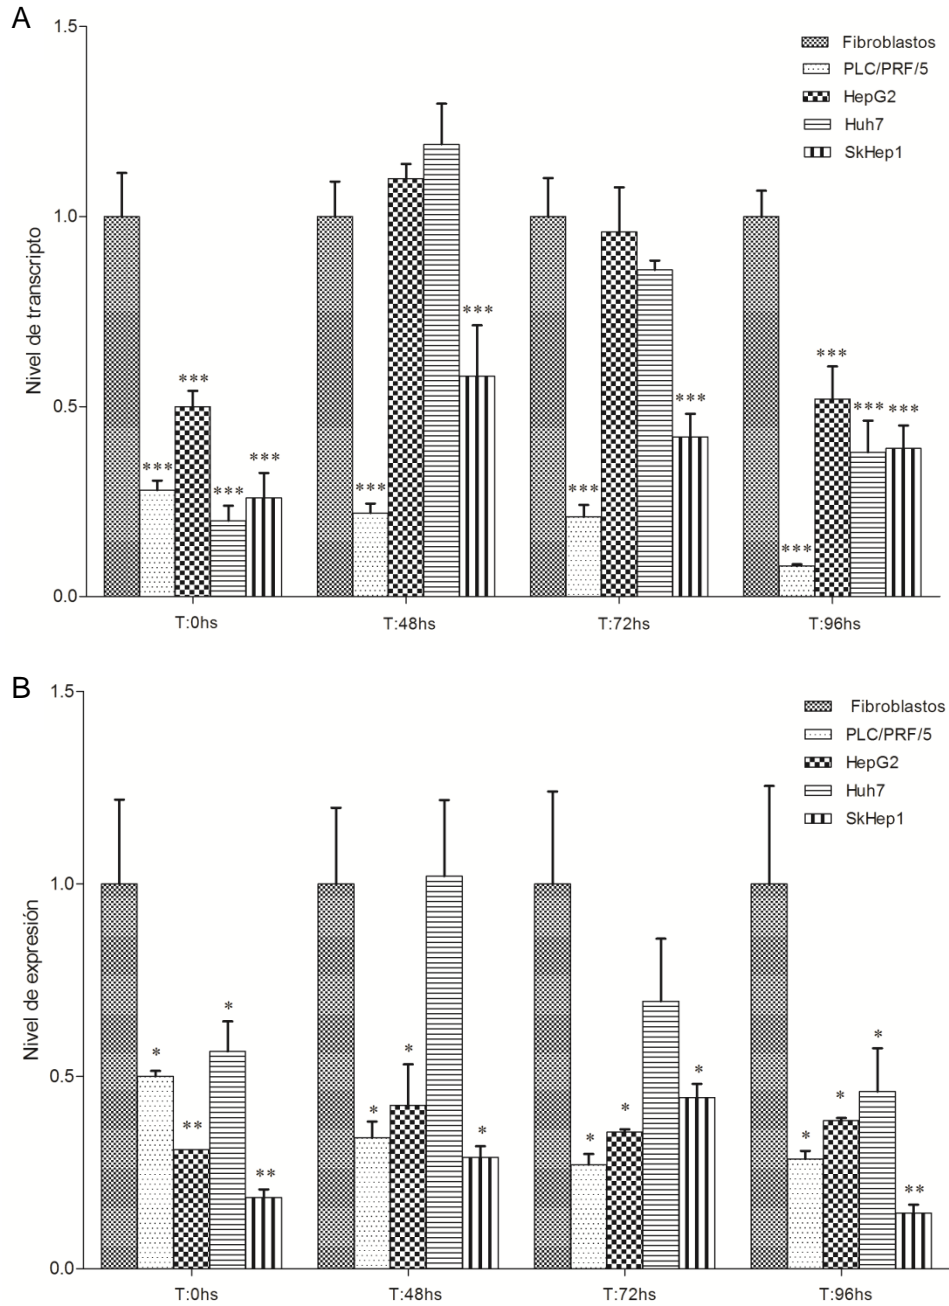 A
1.5
1.0
0.5
0.0
Nivel de transcripto
Fibroblastos
PLC/PRF/5
HepG2
Huh7
SkHep1
*** *** *** ***
*** ***
*** ***
*** *** *** ***
T:0hs T:48hs T:72hs T:96hs
B
1.5
1.0
0.5
0.0
Nivel de expresión
Fibroblastos
PLC/PRF/5
HepG2
Huh7
SkHep1
* ** * **
* * *
* * *
* * * **
T:0hs T:48hs T:72hs T:96hs